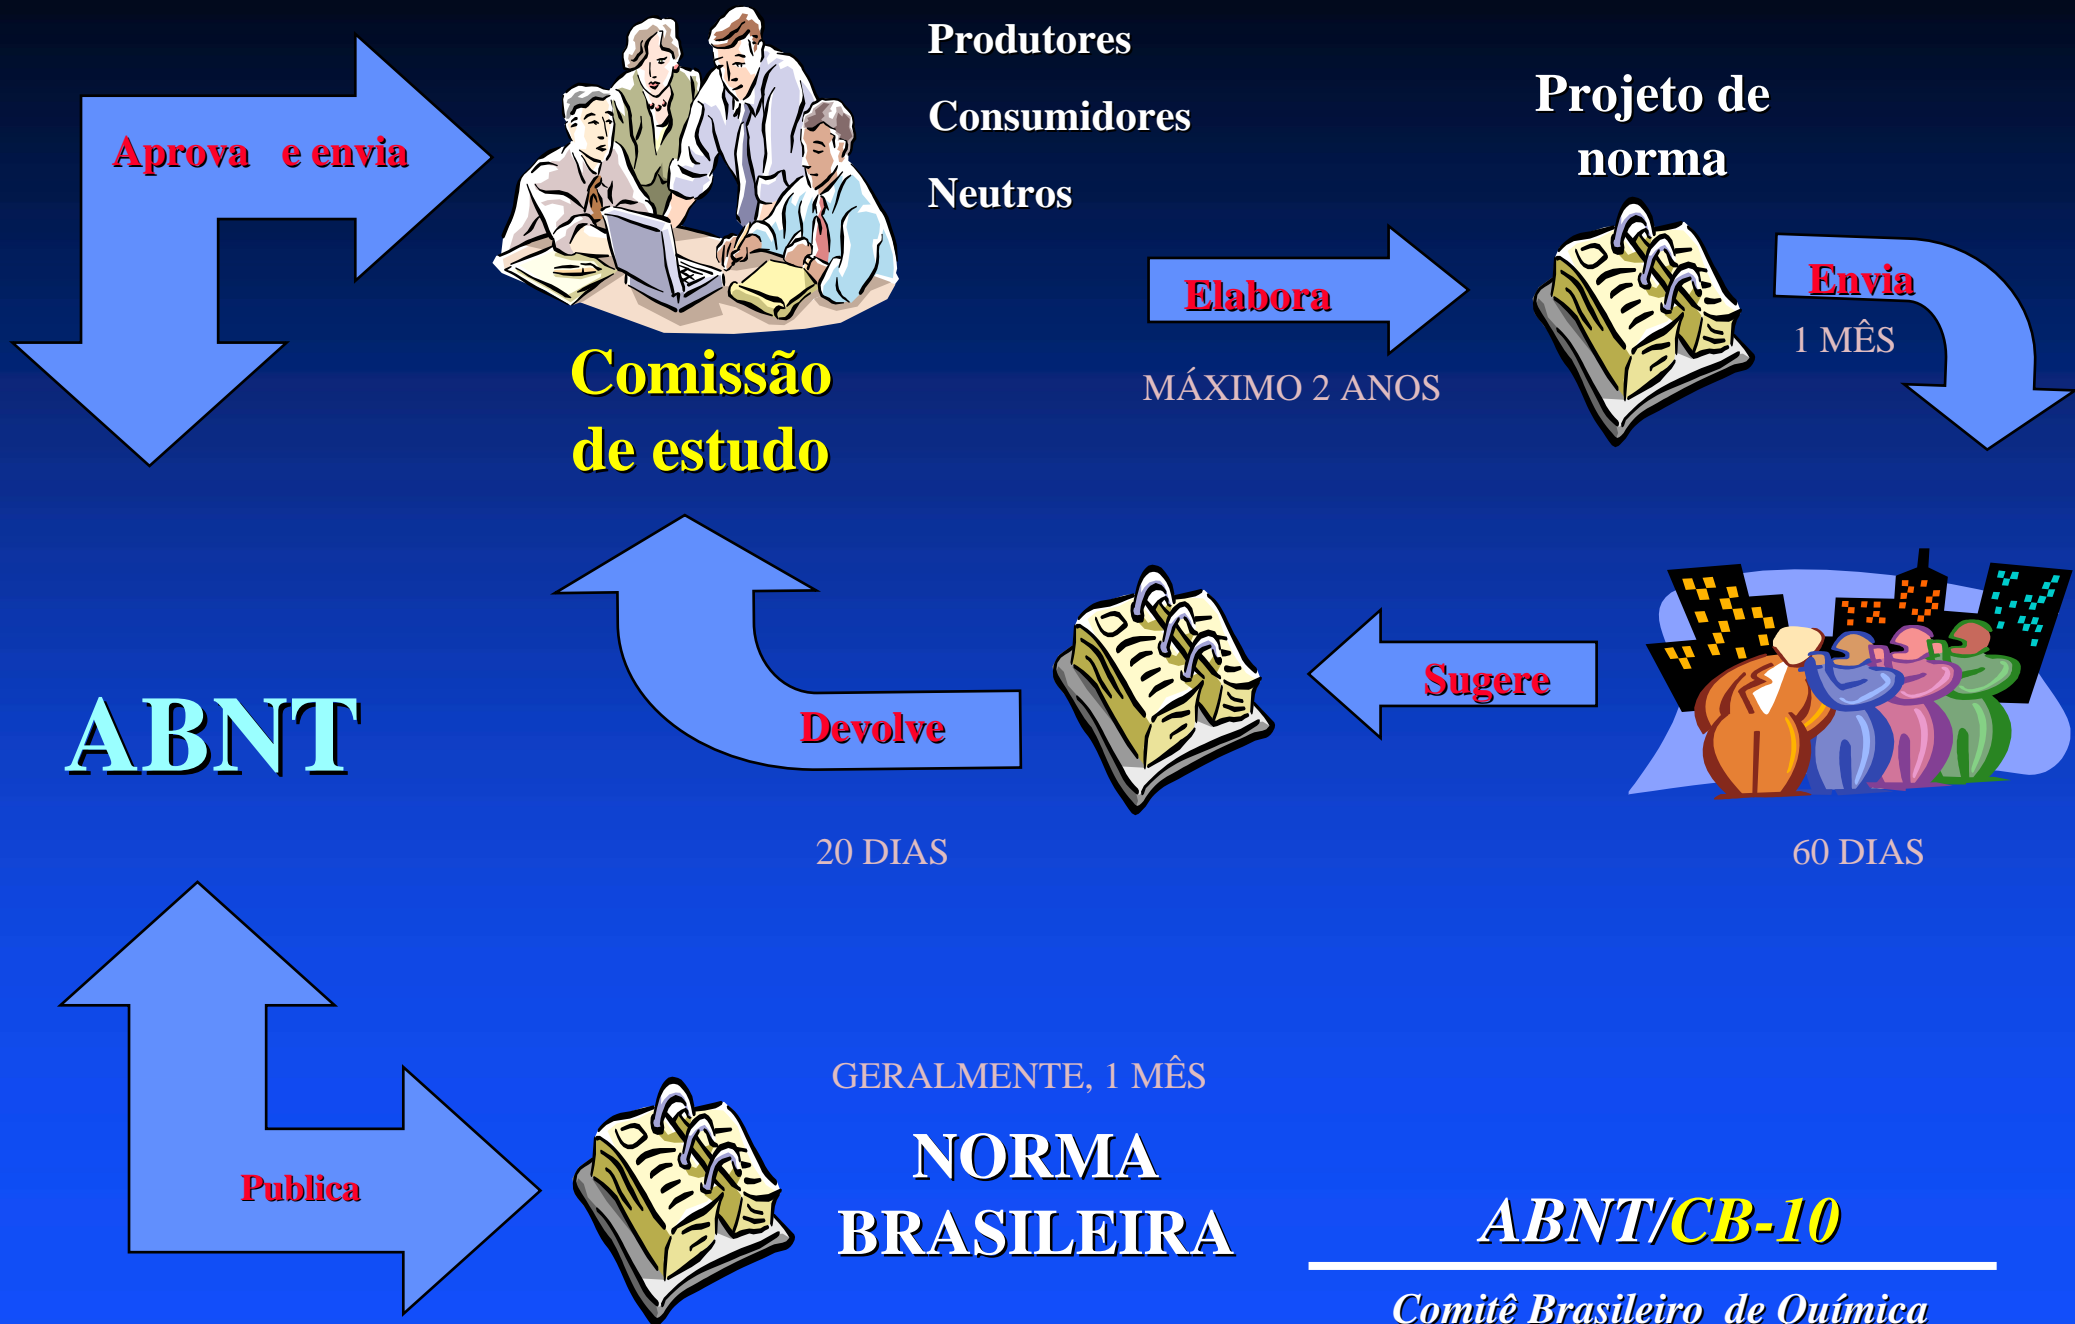 Produtores
Consumidores
Neutros
Projeto de
norma
Aprova e envia
Elabora
Envia
1 MÊS
MÁXIMO 2 ANOS
Comissão
de estudo
Sugere
Devolve
ABNT
20 DIAS
60 DIAS
GERALMENTE, 1 MÊS
NORMA
BRASILEIRA
Publica
ABNT/CB-10
Comitê Brasileiro de Química